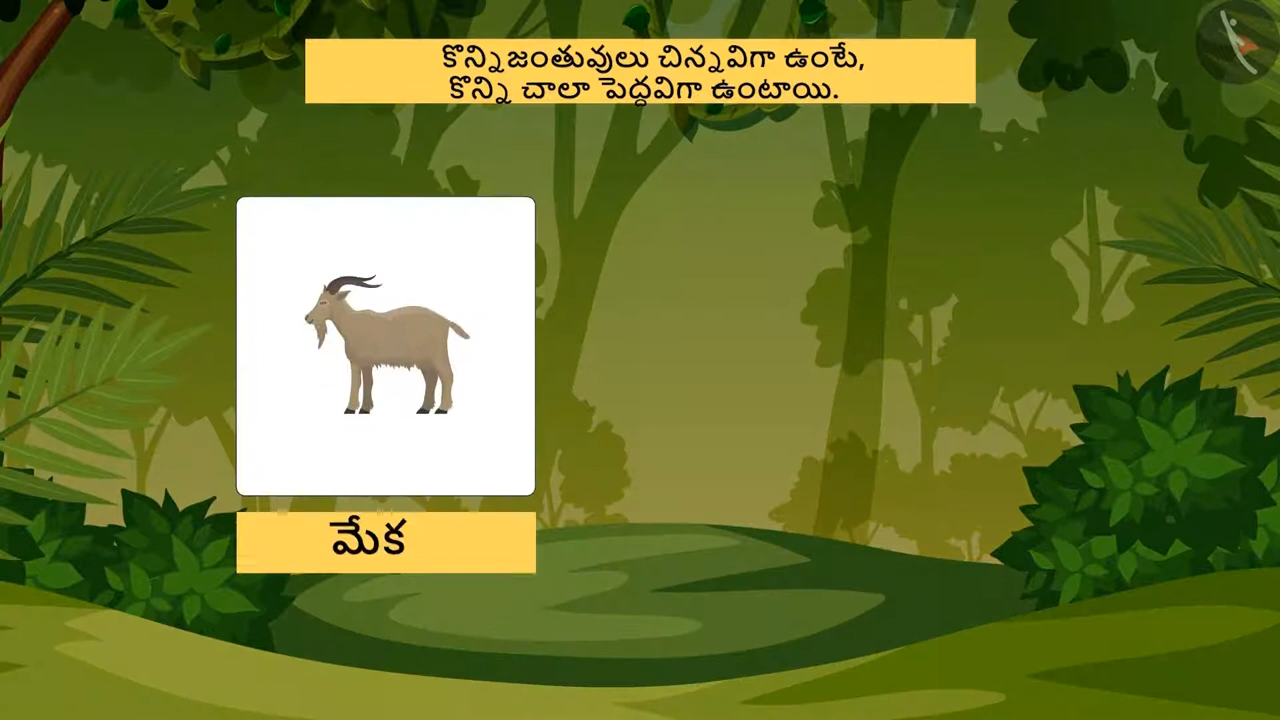 కొన్ని జంతువులు చిన్నవిగా ఉంటే,
కొన్ని చాలా పెద్దవిగా ఉంటాయి.
మేక